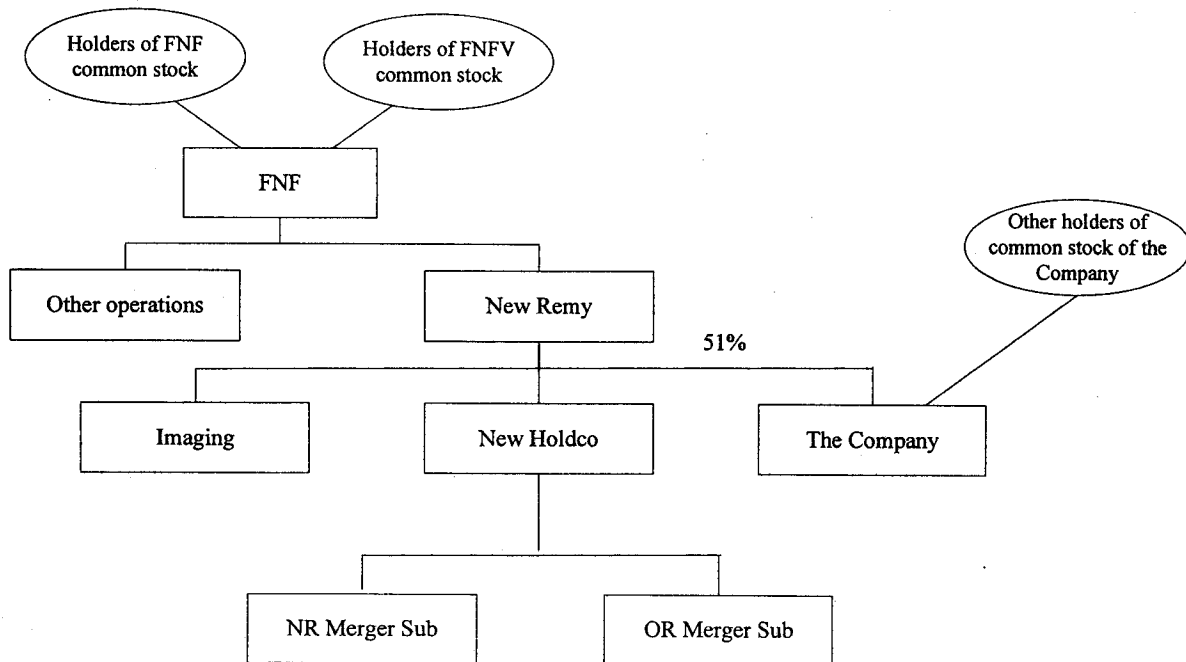 Holders of FNF
common stock
Holders of FNFV
common stock
FNF
Other holders of
common stock of the
Company
Other operations
New Remy
51%
Imaging
New Holdco
The Company
NR Merger Sub
OR Merger Sub